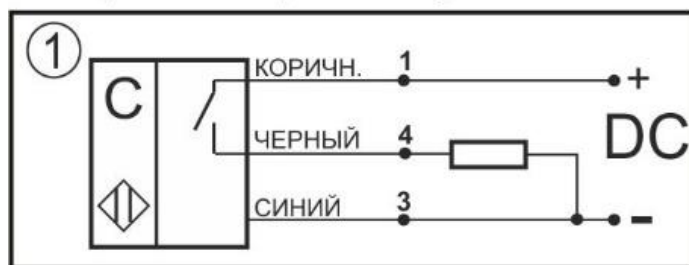 1
КОРИЧН. 1 +
C
ЧЕРНЫЙ 4 DC
СИНИЙ 3 -